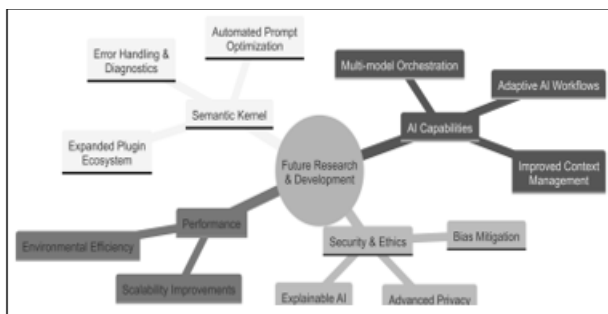 Automated Prompt
Optimization
Error Handling &
Diagnostics
Multi-model Orchestration
Adaptive AI Workflows
Semantic Kernel
AI Capabilities
Expanded Plugin
Ecosystem
Future Research
& Development
Improved Context
Management
Performance
Environmental Efficiency
Security & Ethics
Bias Mitigation
Scalability Improvements
Explainable AI
Advanced Privacy